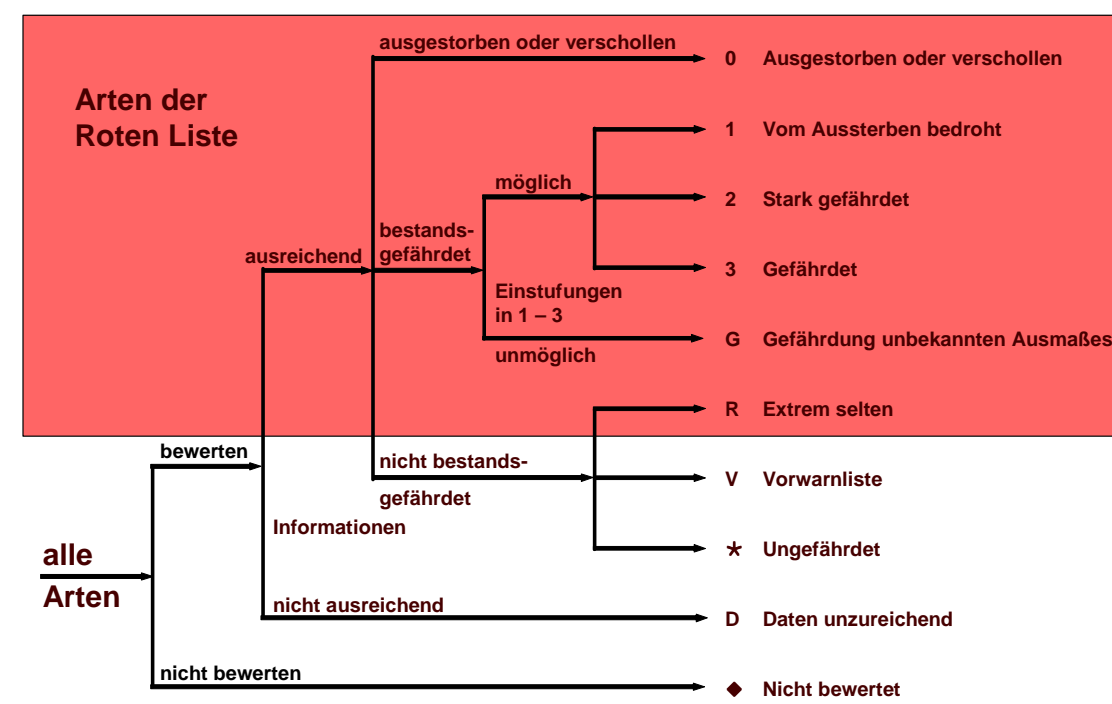 ausgestorben oder verschollen
0 Ausgestorben oder verschollen
Arten der
Roten Liste
1 Vom Aussterben bedroht
möglich
2 Stark gefährdet
bestands-
gefährdet
ausreichend
3 Gefährdet
Einstufungen
in 1 – 3
unmöglich
G Gefährdung unbekannten Ausmaßes
R Extrem selten
bewerten
nicht bestands-
gefährdet
V Vorwarnliste
Informationen
* Ungefährdet
alle
Arten
nicht ausreichend
D Daten unzureichend
nicht bewerten
◆ Nicht bewertet